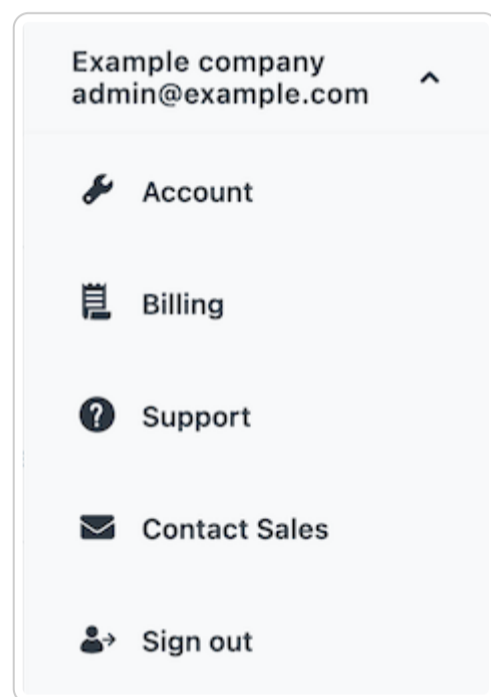 Example company
admin@example.com
Account
Billing
Support
Contact Sales
Sign out